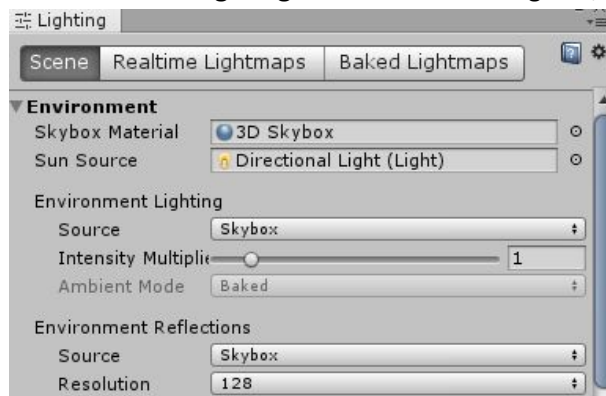 Lighting
Scene Realtime Lightmaps Baked Lightmaps
Environment
Skybox Material 3D Skybox
Sun Source Directional Light (Light)
Environment Lighting
Source Skybox
Intensity Multiplie 1
Ambient Mode Baked
Environment Reflections
Source Skybox
Resolution 128